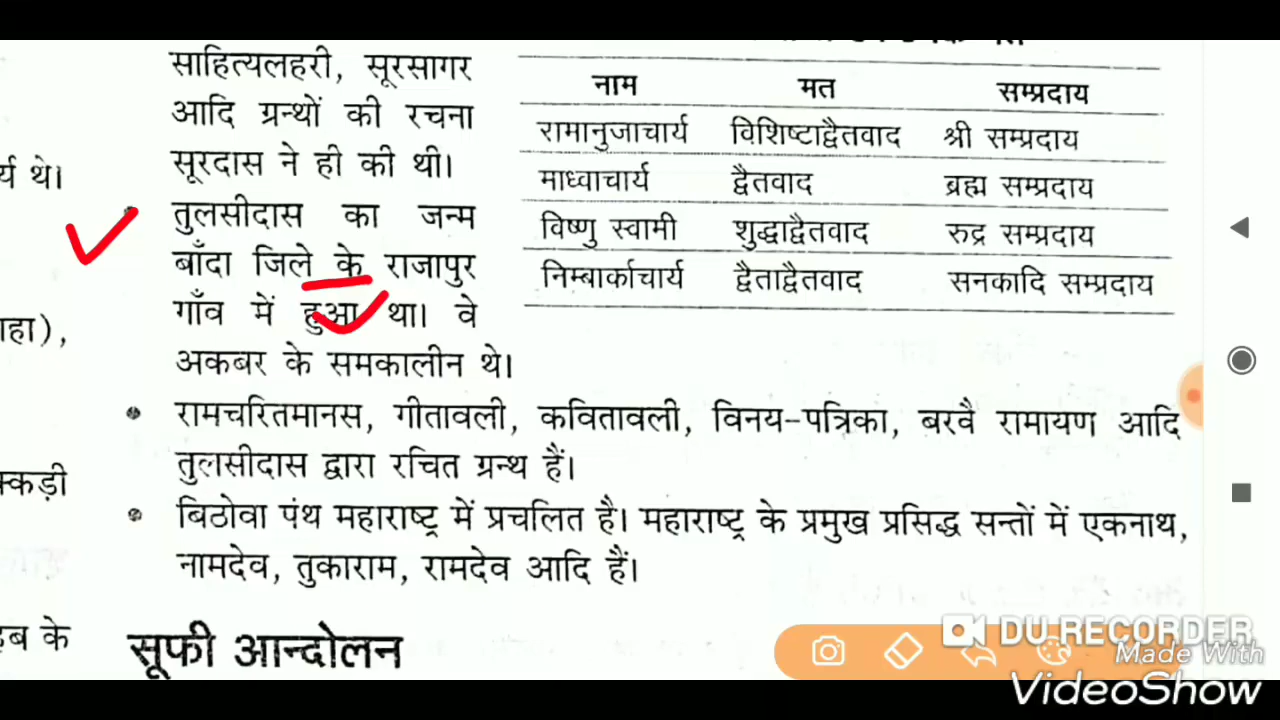 साहित्यलहरी, सूरसागर
आदि ग्रन्थों की रचना
सूरदास ने ही की थी।
तुलसीदास का जन्म
बाँदा जिले के राजापुर
गाँव में हुआ था। वे
अकबर के समकालीन थे।
नाम मत सम्प्रदाय
रामानुजाचार्य विशिष्टाद्वैतवाद श्री सम्प्रदाय
माध्वाचार्य द्वैतवाद ब्रह्म सम्प्रदाय
विष्णु स्वामी शुद्धाद्वैतवाद रुद्र सम्प्रदाय
निम्बार्काचार्य द्वैताद्वैतवाद सनकादि सम्प्रदाय
रामचरितमानस, गीतावली, कवितावली, विनय-पत्रिका, बरवै रामायण आदि
तुलसीदास द्वारा रचित ग्रन्थ हैं।
बिठोवा पंथ महाराष्ट्र में प्रचलित है। महाराष्ट्र के प्रमुख प्रसिद्ध सन्तों में एकनाथ,
नामदेव, तुकाराम, रामदेव आदि हैं।
सूफी आन्दोलन
थे।
के
DU RECORDER
Made With
VideoShow